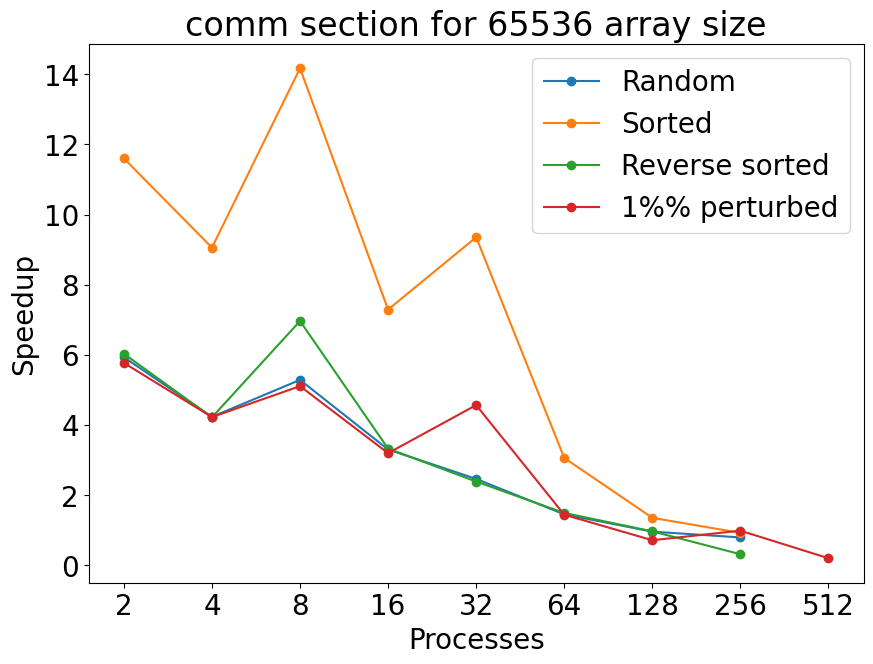 comm section for 65536 array size
Random
Sorted
Reverse sorted
1%% perturbed
Speedup
14
12
10
8
6
4
2
0
2 4 8 16 32 64 128 256 512
Processes